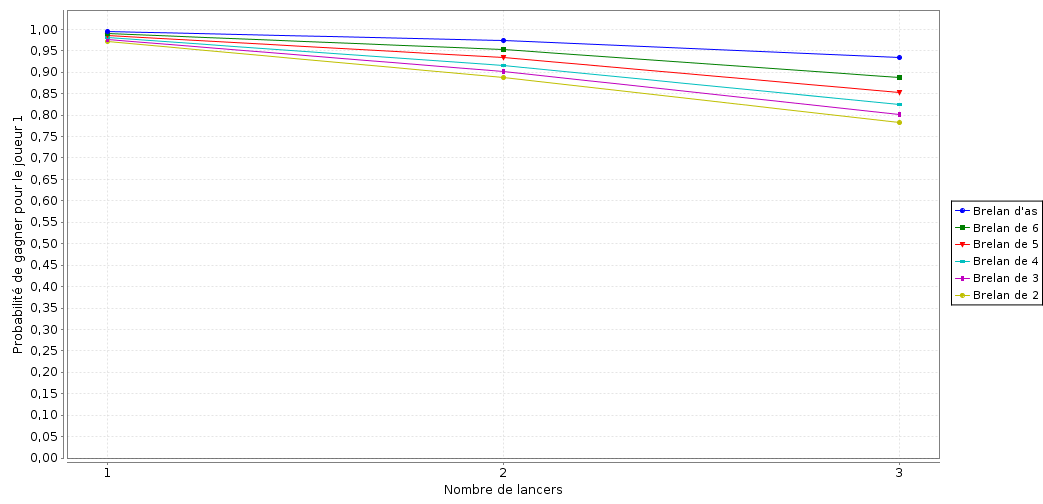 Probabilité de gagner pour le joueur 1
1,00
0,95
0,90
0,85
0,80
0,75
0,70
0,65
0,60
0,55
0,50
0,45
0,40
0,35
0,30
0,25
0,20
0,15
0,10
0,05
0,00
1 2 3
Nombre de lancers
Brelan d'as
Brelan de 6
Brelan de 5
Brelan de 4
Brelan de 3
Brelan de 2